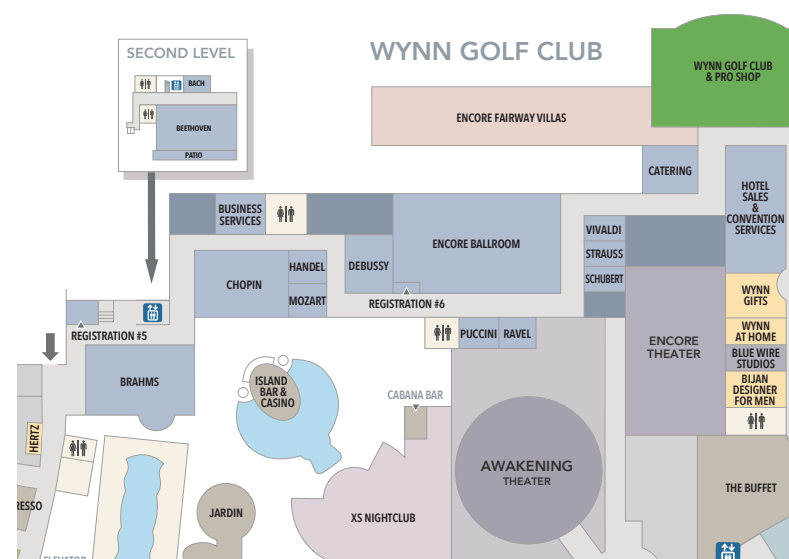 SECOND LEVEL
BACH
BEETHOVEN
PATIO
WYNN GOLF CLUB
WYNN GOLF CLUB
& PRO SHOP
ENCORE FAIRWAY VILLAS
CATERING
HOTEL
SALES
&
CONVENTION
SERVICES
BUSINESS
SERVICES
ENCORE BALLROOM
VIVALDI
STRAUSS
SCHUBERT
CHOPIN
HANDEL
MOZART
DEBUSSY
REGISTRATION #6
REGISTRATION #5
BRAHMS
PUCCINI
RAVEL
ENCORE
THEATER
WYNN
GIFTS
WYNN
AT HOME
BLUE WIRE
STUDIOS
BIJAN
DESIGNER
FOR MEN
ISLAND
BAR &
CASINO
CABANA BAR
HERTZ
AWAKENING
THEATER
THE BUFFET
RESSO
JARDIN
XS NIGHTCLUB
ELEVATOR